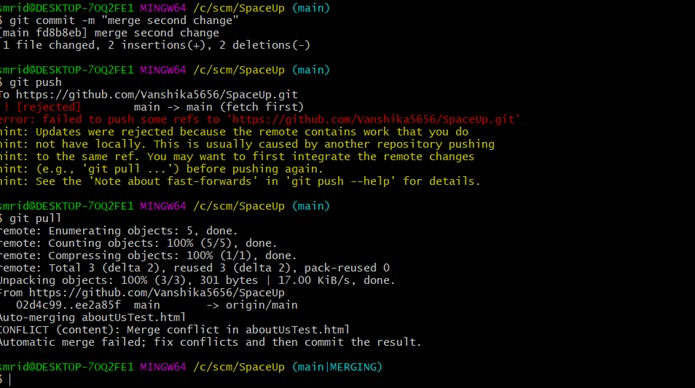 smrid@DESKTOP-7OQ2FE1 MINGW64 /c/scm/SpaceUp (main)
$ git commit -m "merge second change"
[main fd8b8eb] merge second change
1 file changed, 2 insertions(+), 2 deletions(-)
smrid@DESKTOP-7OQ2FE1 MINGW64 /c/scm/SpaceUp (main)
$ git push
To https://github.com/Vanshika5656/SpaceUp.git
! [rejected] main -> main (fetch first)
error: failed to push some refs to 'https://github.com/Vanshika5656/SpaceUp.git'
hint: Updates were rejected because the remote contains work that you do
hint: not have locally. This is usually caused by another repository pushing
hint: to the same ref. You may want to first integrate the remote changes
hint: (e.g., 'git pull ...') before pushing again.
hint: See the 'Note about fast-forwards' in 'git push --help' for details.
smrid@DESKTOP-7OQ2FE1 MINGW64 /c/scm/SpaceUp (main)
$ git pull
remote: Enumerating objects: 5, done.
remote: Counting objects: 100% (5/5), done.
remote: Compressing objects: 100% (1/1), done.
remote: Total 3 (delta 2), reused 3 (delta 2), pack-reused 0
Unpacking objects: 100% (3/3), 301 bytes | 17.00 KiB/s, done.
From https://github.com/Vanshika5656/SpaceUp
02d4c99..ee2a85f main -> origin/main
Auto-merging aboutUsTest.html
CONFLICT (content): Merge conflict in aboutUsTest.html
Automatic merge failed; fix conflicts and then commit the result.
smrid@DESKTOP-7OQ2FE1 MINGW64 /c/scm/SpaceUp (main|MERGING)
$